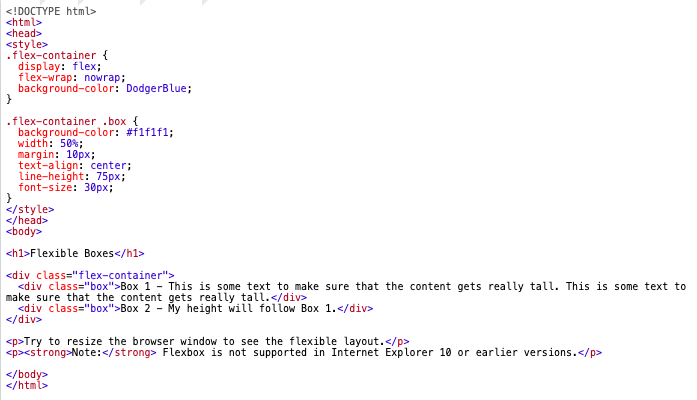 <!DOCTYPE html>
<html>
<head>
<style>
.flex-container {
  display: flex;
  flex-wrap: nowrap;
  background-color: DodgerBlue;
}

.flex-container .box {
  background-color: #f1f1f1;
  width: 50%;
  margin: 10px;
  text-align: center;
  line-height: 75px;
  font-size: 30px;
}
</style>
</head>
<body>

<h1>Flexible Boxes</h1>

<div class="flex-container">
  <div class="box">Box 1 - This is some text to make sure that the content gets really tall. This is some text to
make sure that the content gets really tall.</div>
  <div class="box">Box 2 - My height will follow Box 1.</div>
</div>

<p>Try to resize the browser window to see the flexible layout.</p>
<p><strong>Note:</strong> Flexbox is not supported in Internet Explorer 10 or earlier versions.</p>

</body>
</html>